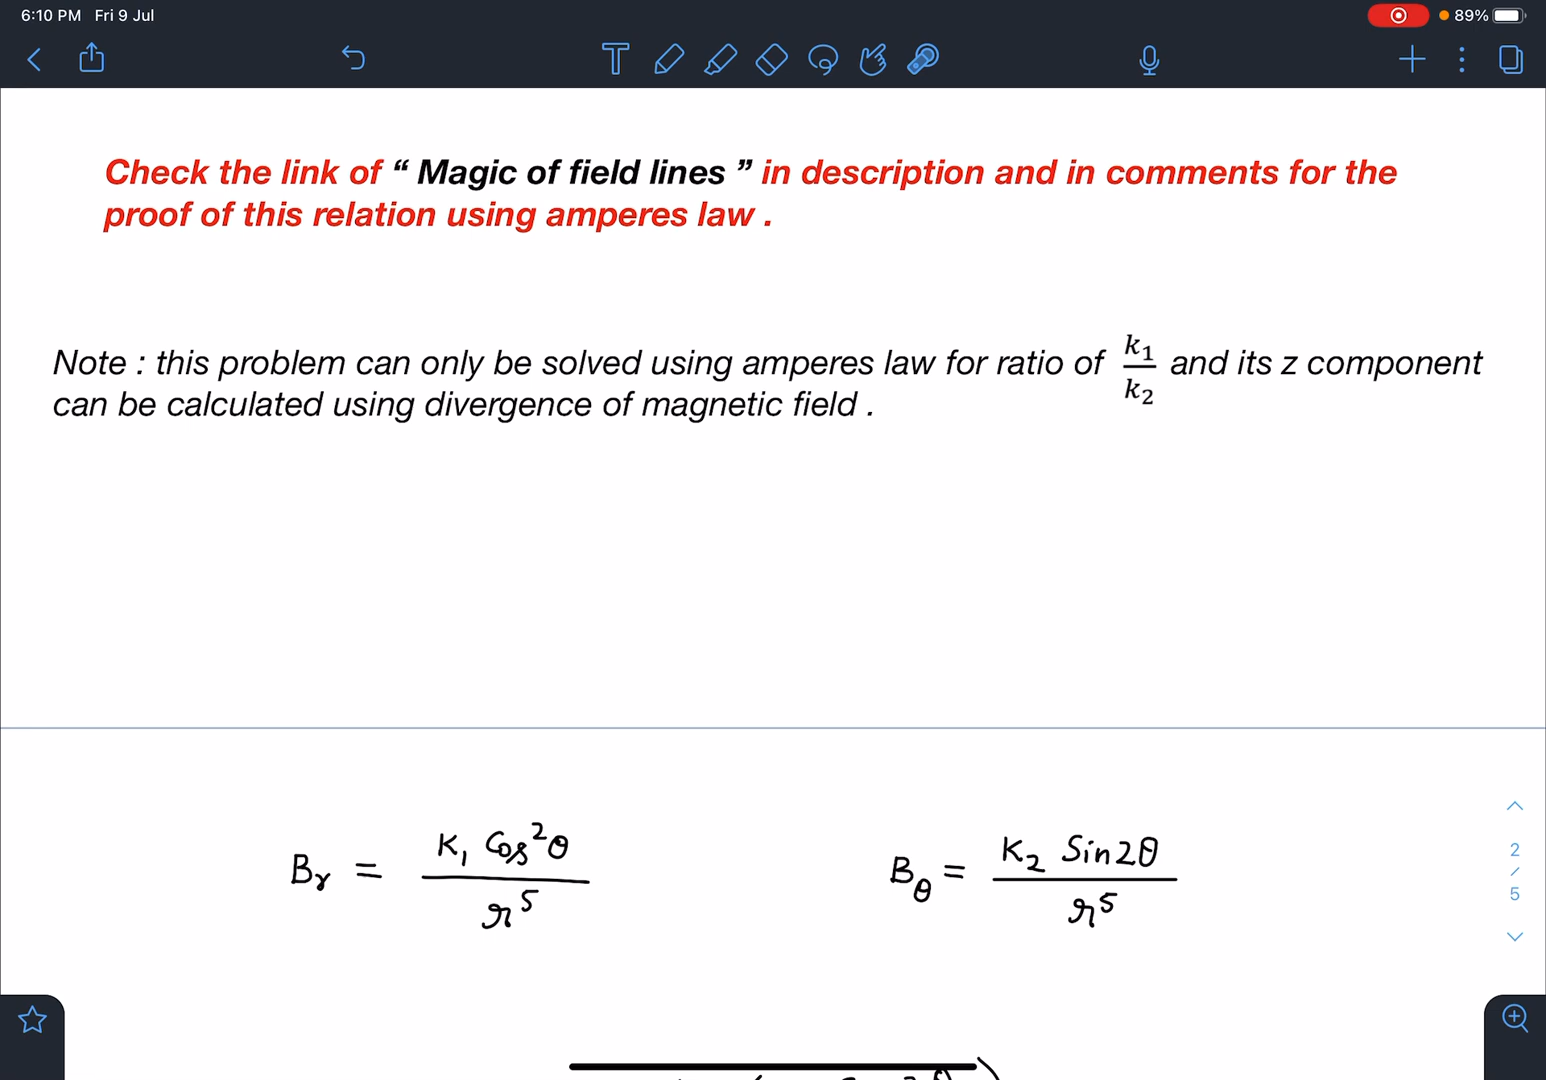 6:10 PM Fri 9 Jul
89%
Check the link of “ Magic of field lines ” in description and in comments for the
proof of this relation using amperes law .
Note : this problem can only be solved using amperes law for ratio of k₁/k₂ and its z component
can be calculated using divergence of magnetic field .
Bᵣ = K₁ Cos²θ / r⁵
B_θ = K₂ Sin2θ / r⁵
2
/
5